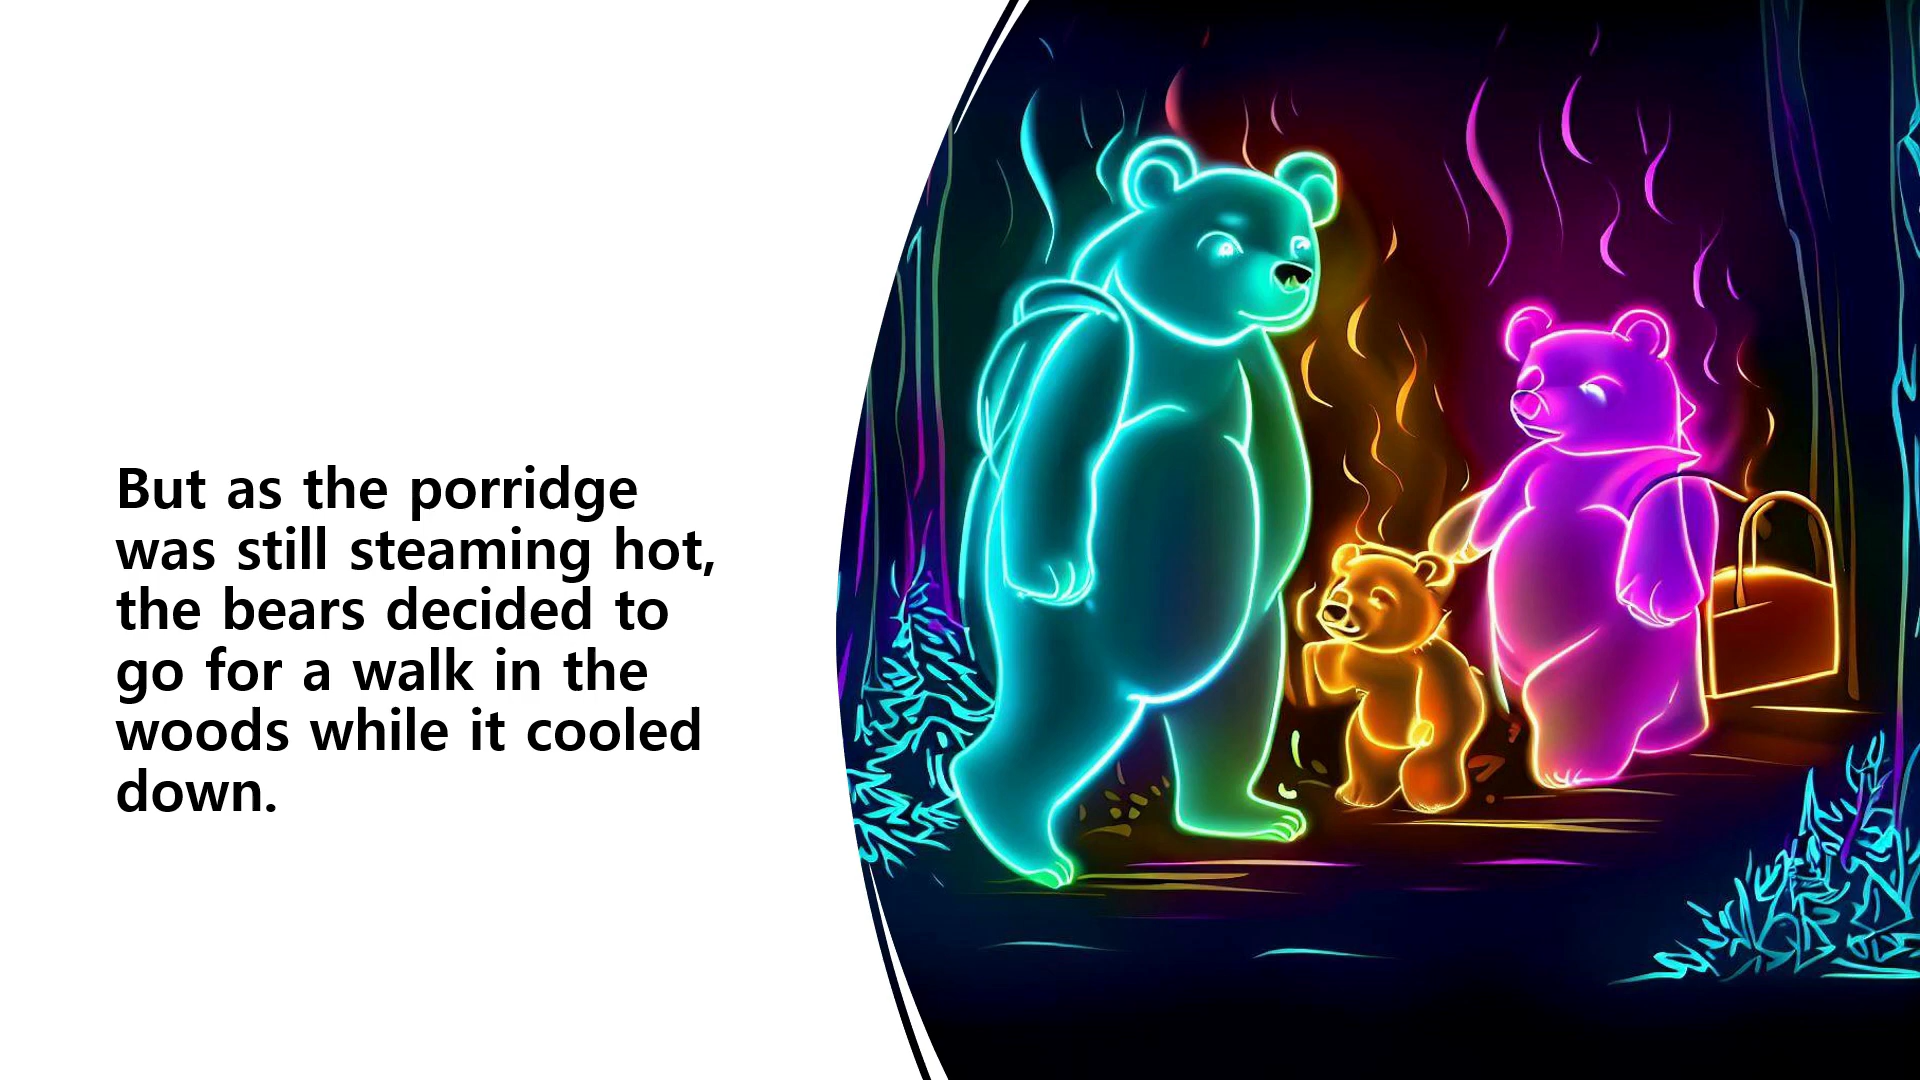 But as the porridge
was still steaming hot,
the bears decided to
go for a walk in the
woods while it cooled
down.